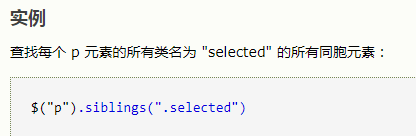 实例
查找每个 p 元素的所有类名为 "selected" 的所有同胞元素：
$("p").siblings(".selected")